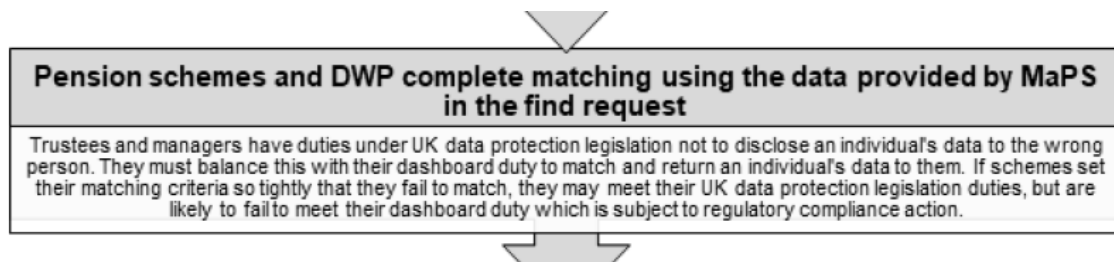 Pension schemes and DWP complete matching using the data provided by MaPS
in the find request
Trustees and managers have duties under UK data protection legislation not to disclose an individual's data to the wrong
person. They must balance this with their dashboard duty to match and return an individual's data to them. If schemes set
their matching criteria so tightly that they fail to match, they may meet their UK data protection legislation duties, but are
likely to fail to meet their dashboard duty which is subject to regulatory compliance action.